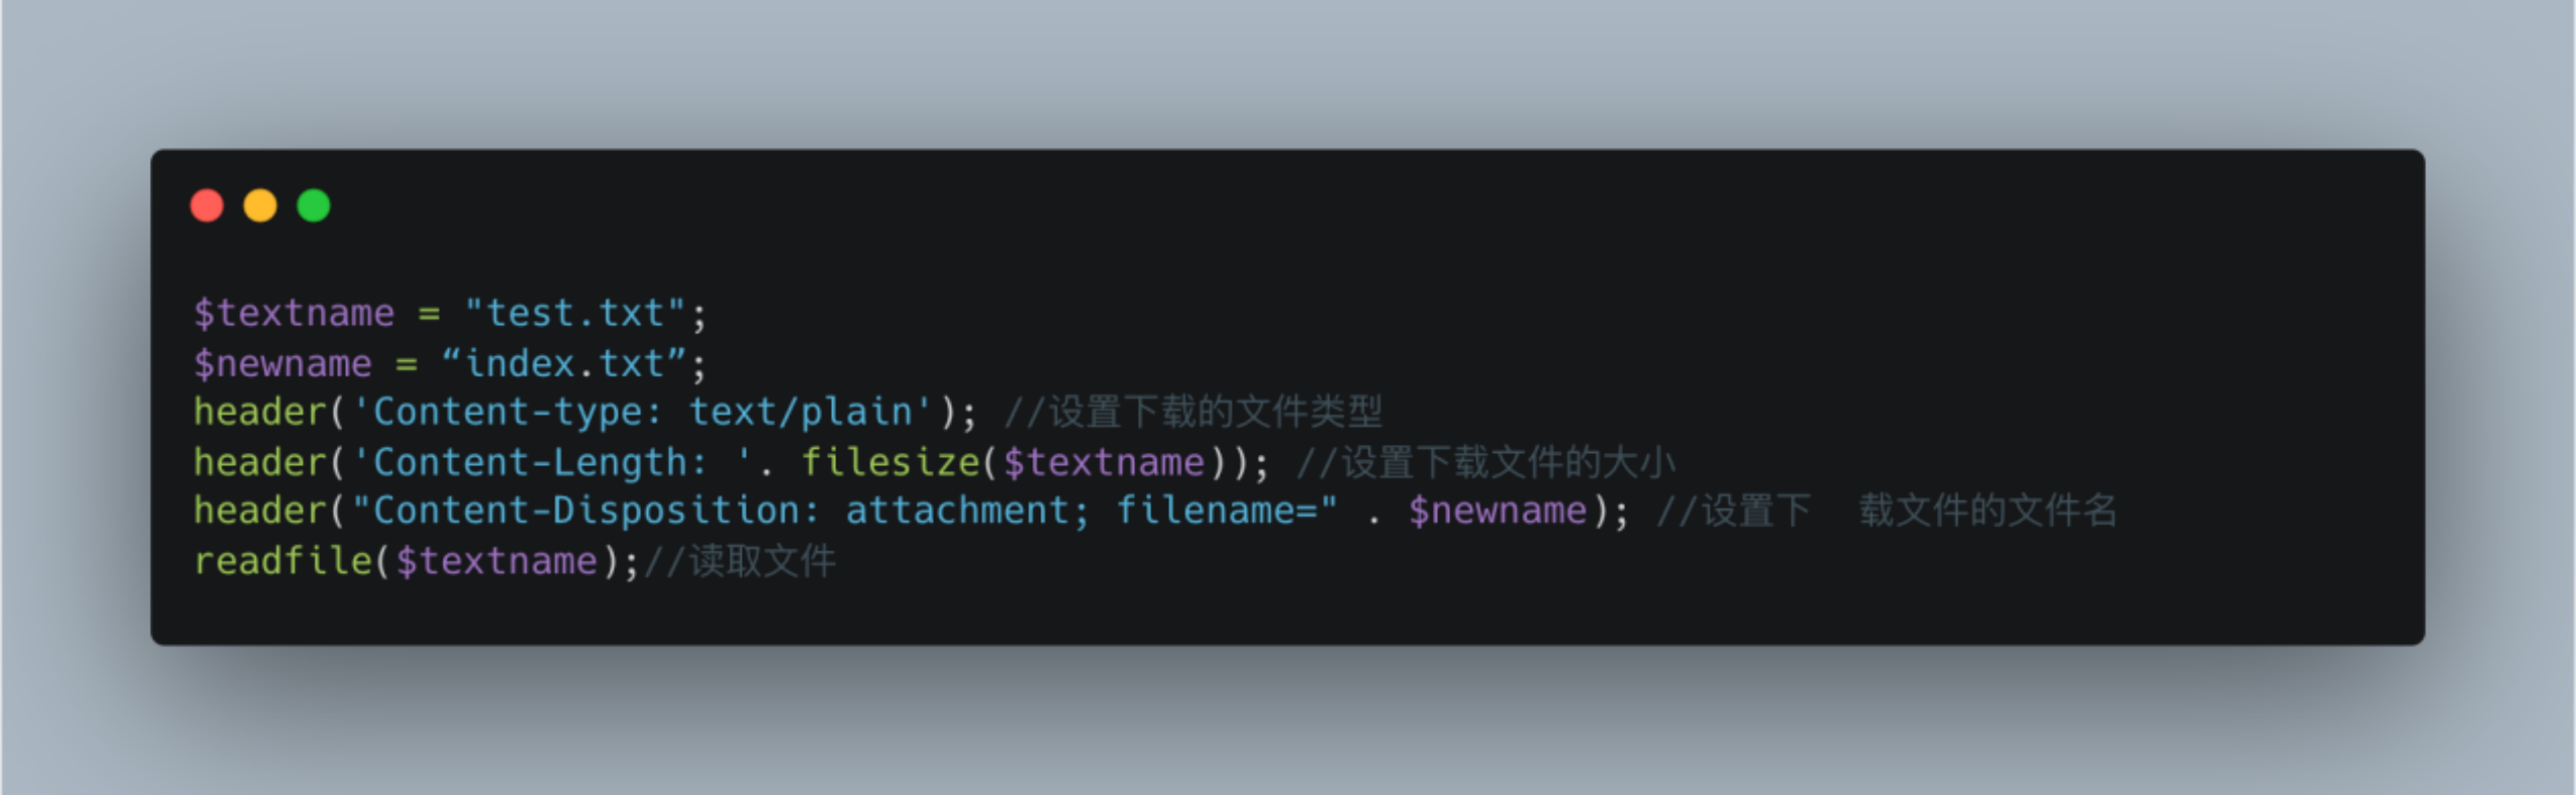 $textname = "test.txt";
$newname = “index.txt”;
header('Content-type: text/plain'); //设置下载的文件类型
header('Content-Length: '. filesize($textname)); //设置下载文件的大小
header("Content-Disposition: attachment; filename=" . $newname); //设置下  载文件的文件名
readfile($textname);//读取文件